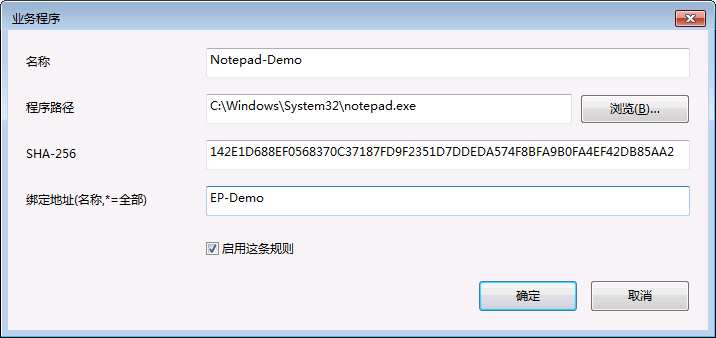 业务程序
名称
Notepad-Demo
程序路径
C:\Windows\System32\notepad.exe
浏览(B)...
SHA-256
142E1D688EF0568370C37187FD9F2351D7DDEDA574F8BFA9B0FA4EF42DB85AA2
绑定地址(名称,*=全部)
EP-Demo
启用这条规则
确定
取消